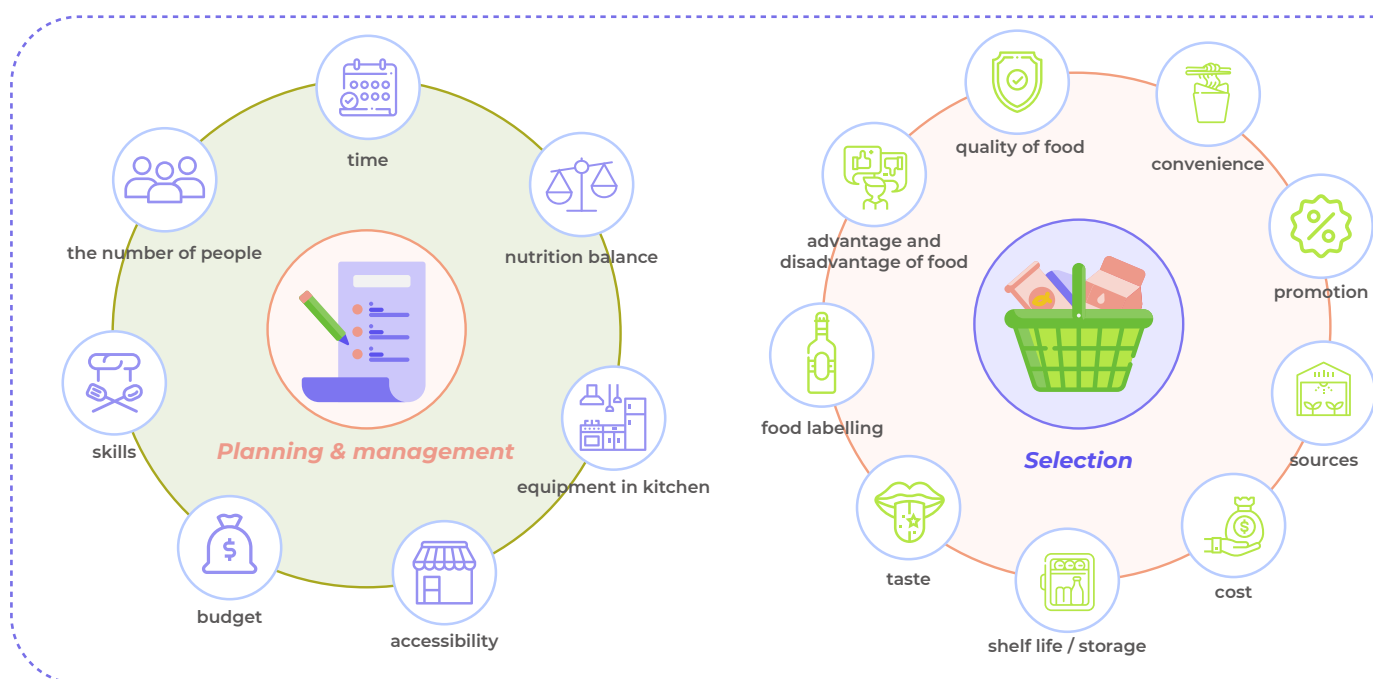 time
the number of people
nutrition balance
skills
Planning & management
equipment in kitchen
budget
accessibility
quality of food
convenience
advantage and
disadvantage of food
promotion
food labelling
Selection
sources
taste
cost
shelf life / storage